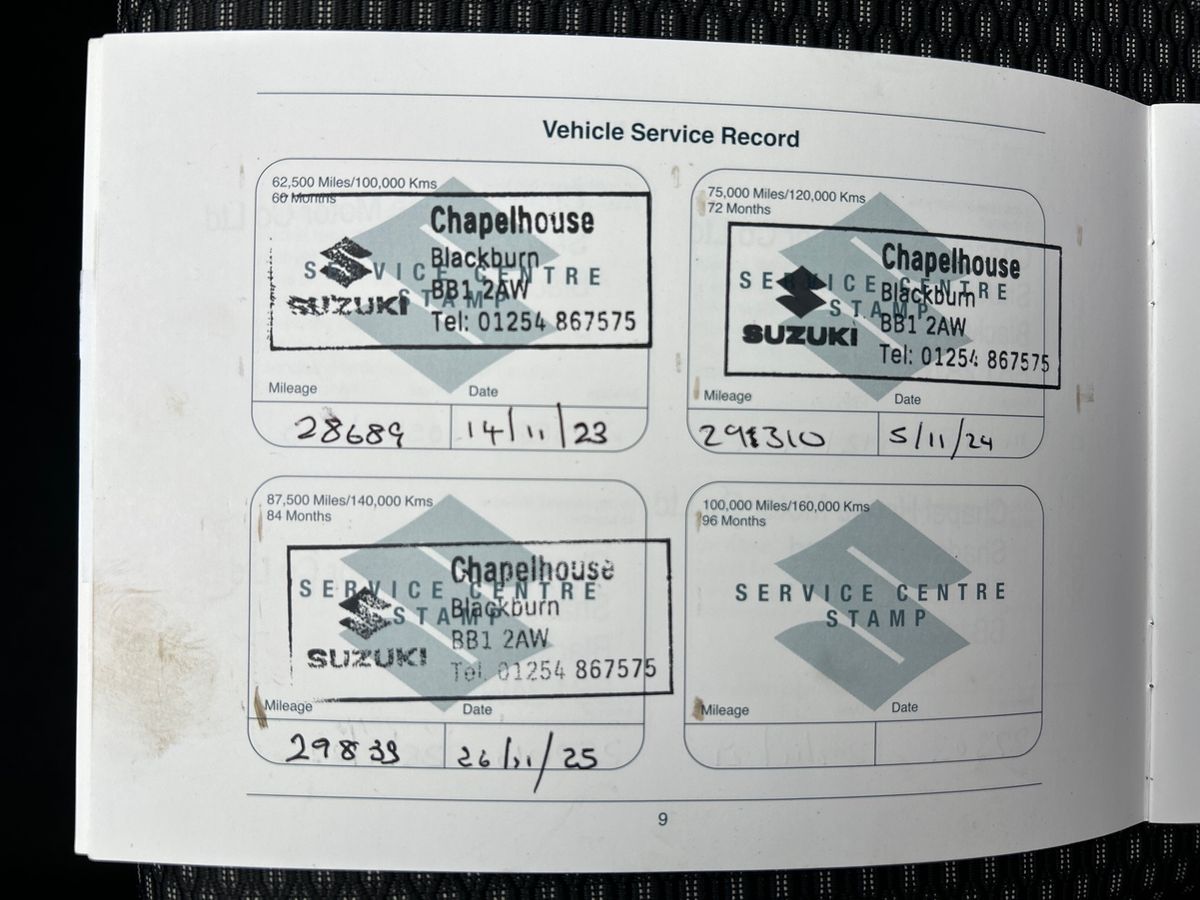 Vehicle Service Record
62,500 Miles/100,000 Kms
60 Months
SERVICE CENTRE
STAMP
Chapelhouse
Blackburn
BB1 2AW
Tel: 01254 867575
SUZUKI
Mileage
Date
28689
14/11/23
75,000 Miles/120,000 Kms
72 Months
SERVICE CENTRE
STAMP
Chapelhouse
Blackburn
BB1 2AW
Tel: 01254 867575
SUZUKI
Mileage
Date
5/11/24
87,500 Miles/140,000 Kms
84 Months
SERVICE CENTRE
STAMP
Chapelhouse
Blackburn
BB1 2AW
Tel: 01254 867575
SUZUKI
Mileage
Date
29839
26/11/25
100,000 Miles/160,000 Kms
96 Months
SERVICE CENTRE
STAMP
Mileage
Date
9